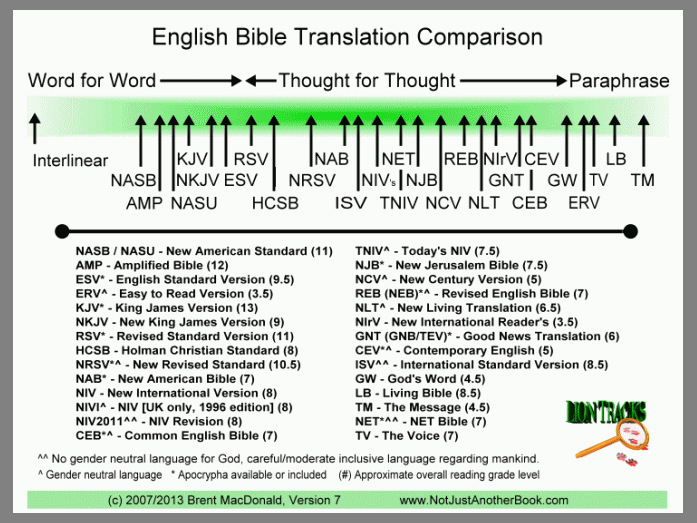 English Bible Translation Comparison
Word for Word Thought for Thought Paraphrase
Interlinear KJV RSV NAB NET REB NIrV CEV LB
NASB NKJV ESV NRSV NIV's NJB GNT GW TV TM
AMP NASU HCSB ISV TNIV NCV NLT CEB ERV
NASB / NASU - New American Standard (11)
AMP - Amplified Bible (12)
ESV* - English Standard Version (9.5)
ERV^ - Easy to Read Version (3.5)
KJV* - King James Version (13)
NKJV - New King James Version (9)
RSV* - Revised Standard Version (11)
HCSB - Holman Christian Standard (8)
NRSV*^ - New Revised Standard (10.5)
NAB* - New American Bible (7)
NIV - New International Version (8)
NIVI^ - NIV [UK only, 1996 edition] (8)
NIV2011^^ - NIV Revision (8)
CEB*^ - Common English Bible (7)
TNIV^ - Today's NIV (7.5)
NJB* - New Jerusalem Bible (7.5)
NCV^ - New Century Version (5)
REB (NEB)*^ - Revised English Bible (7)
NLT^ - New Living Translation (6.5)
NIrV - New International Reader's (3.5)
GNT (GNB/TEV)* - Good News Translation (6)
CEV*^ - Contemporary English (5)
ISV^^ - International Standard Version (8.5)
GW - God's Word (4.5)
LB - Living Bible (8.5)
TM - The Message (4.5)
NET*^^ - NET Bible (7)
TV - The Voice (7)
DION TRACKS
^^ No gender neutral language for God, careful/moderate inclusive language regarding mankind.
^ Gender neutral language * Apocrypha available or included (#) Approximate overall reading grade level
(c) 2007/2013 Brent MacDonald, Version 7 www.NotJustAnotherBook.com